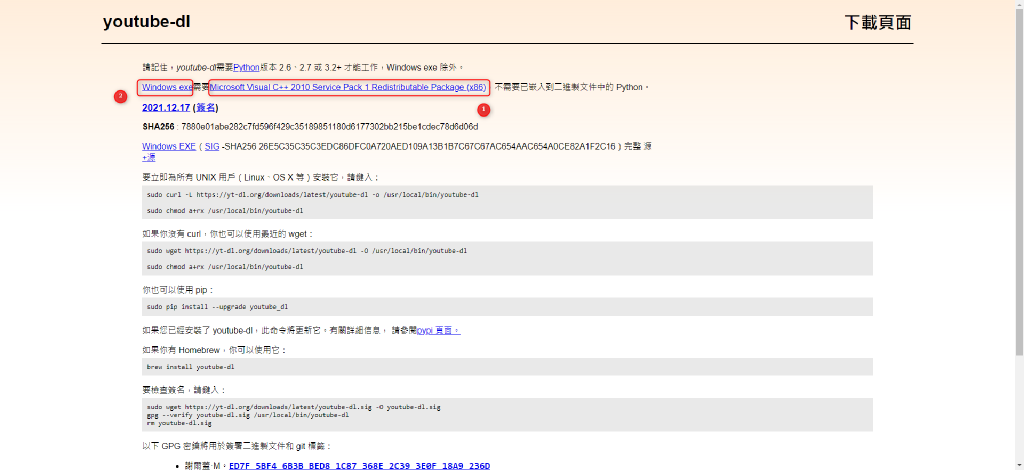 youtube-dl
下載頁面
請記住，youtube-dl需要Python版本 2.6、2.7 或 3.2+ 才能工作，Windows exe 除外。
Windows exe需要Microsoft Visual C++ 2010 Service Pack 1 Redistributable Package (x86)，不需要已嵌入到二進製文件中的 Python。
2
1
2021.12.17 (簽名)
SHA256 : 7880e01abe282c7fd596f429c35189851180d6177302bb215be1cdec78d6d06d
Windows EXE（ SIG -SHA256 26E5C35C35C3EDC86DFC0A720AED109A13B1B7C67C67AC654AAC654A0CE82A1F2C16 ）完整 源
+源
要立即為所有 UNIX 用戶（Linux、OS X 等）安裝它，請鍵入：
sudo curl -L https://yt-dl.org/downloads/latest/youtube-dl -o /usr/local/bin/youtube-dl
sudo chmod a+rx /usr/local/bin/youtube-dl
如果你沒有 curl，你也可以使用最近的 wget：
sudo wget https://yt-dl.org/downloads/latest/youtube-dl -O /usr/local/bin/youtube-dl
sudo chmod a+rx /usr/local/bin/youtube-dl
你也可以使用 pip：
sudo pip install --upgrade youtube_dl
如果您已經安裝了 youtube-dl，此命令將更新它。有關詳細信息， 請參閱pypi 頁面。
如果你有 Homebrew，你可以使用它：
brew install youtube-dl
要檢查簽名，請鍵入：
sudo wget https://yt-dl.org/downloads/latest/youtube-dl.sig -O youtube-dl.sig
gpg --verify youtube-dl.sig /usr/local/bin/youtube-dl
rm youtube-dl.sig
以下 GPG 密鑰將用於簽署二進製文件和 git 標籤：
• 謝爾蓋·M，ED7F 5BF4 6B3B BED8 1C87 368E 2C39 3E0F 18A9 236D